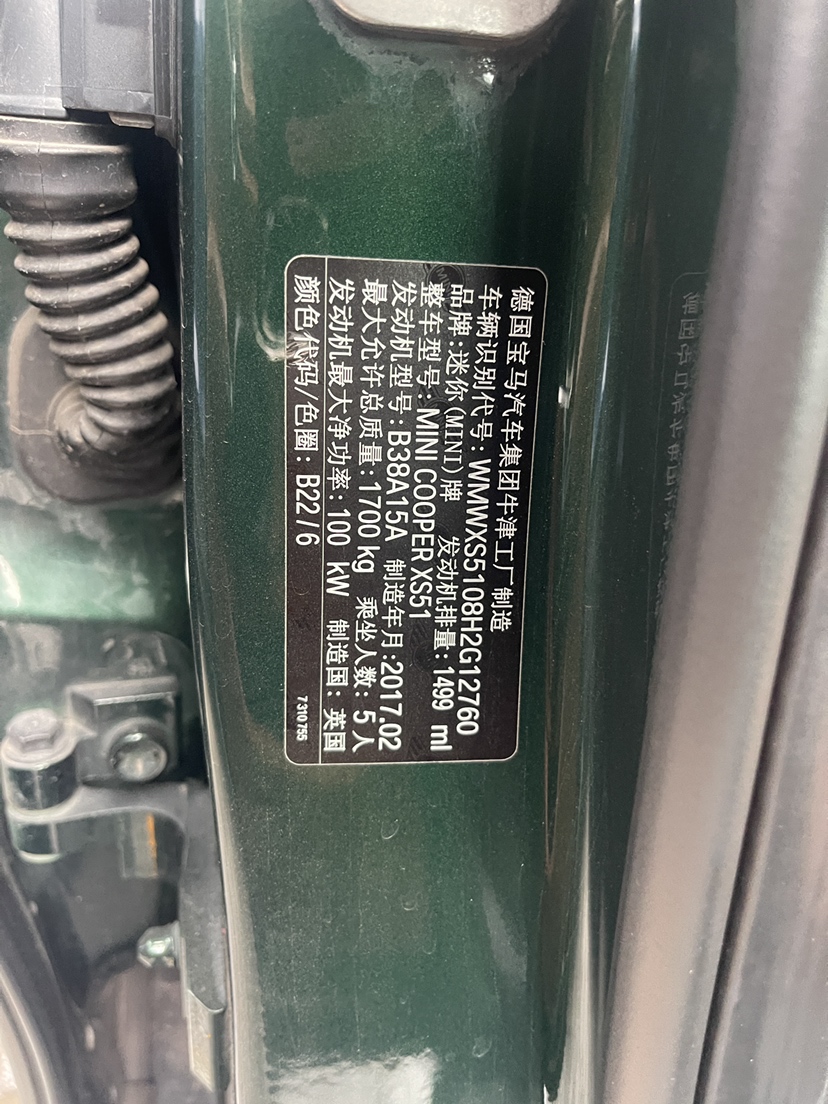 德国宝马汽车集团牛津工厂制造
车辆识别代号: WMWXS5108H2G12760
品牌:迷你(MINI)牌 发动机排量: 1499 ml
整车型号: MINI COOPER XS51
发动机型号:B38A15A 制造年月:2017.02
最大允许总质量:1700 kg 乘坐人数: 5 人
发动机最大净功率: 100 kW 制造国: 英国
颜色代码/色圈: B22 / 6
7 310 755